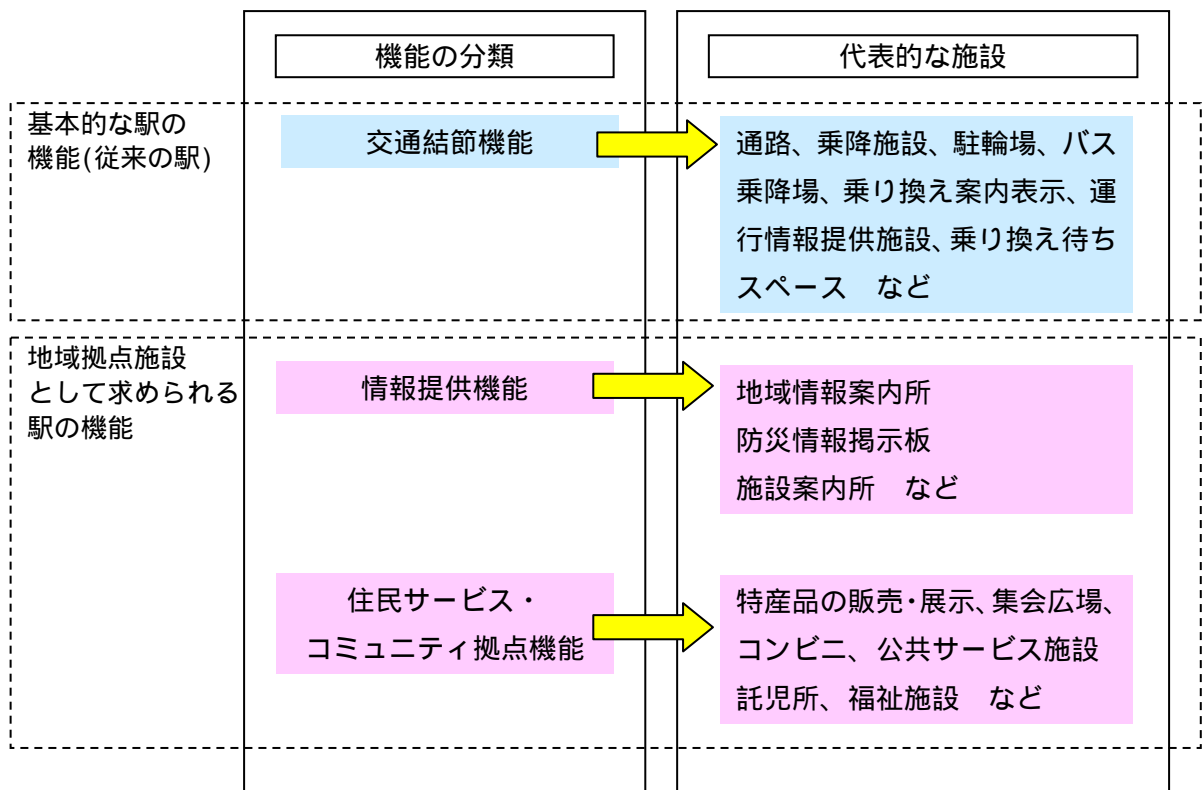 機能の分類
代表的な施設
基本的な駅の
機能(従来の駅)
交通結節機能
通路、乗降施設、駐輪場、バス
乗降場、乗り換え案内表示、運
行情報提供施設、乗り換え待ち
スペース　など
地域拠点施設
として求められる
駅の機能
情報提供機能
地域情報案内所
防災情報掲示板
施設案内所　など
住民サービス・
コミュニティ拠点機能
特産品の販売・展示、集会広場、
コンビニ、公共サービス施設
託児所、福祉施設　など